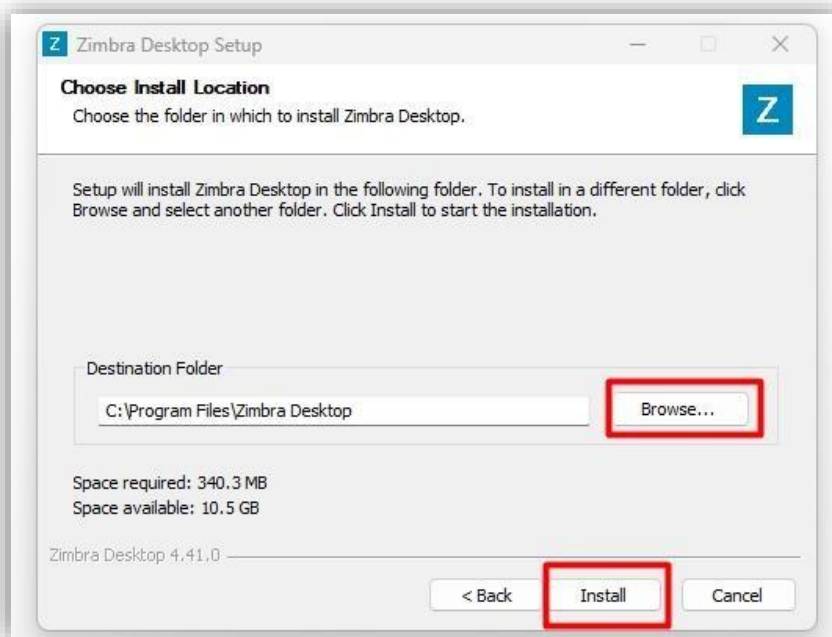 Z Zimbra Desktop Setup
Choose Install Location
Choose the folder in which to install Zimbra Desktop.
Z
Setup will install Zimbra Desktop in the following folder. To install in a different folder, click
Browse and select another folder. Click Install to start the installation.
Destination Folder
C:\Program Files\Zimbra Desktop
Browse...
Space required: 340.3 MB
Space available: 10.5 GB
Zimbra Desktop 4.41.0
< Back Install Cancel